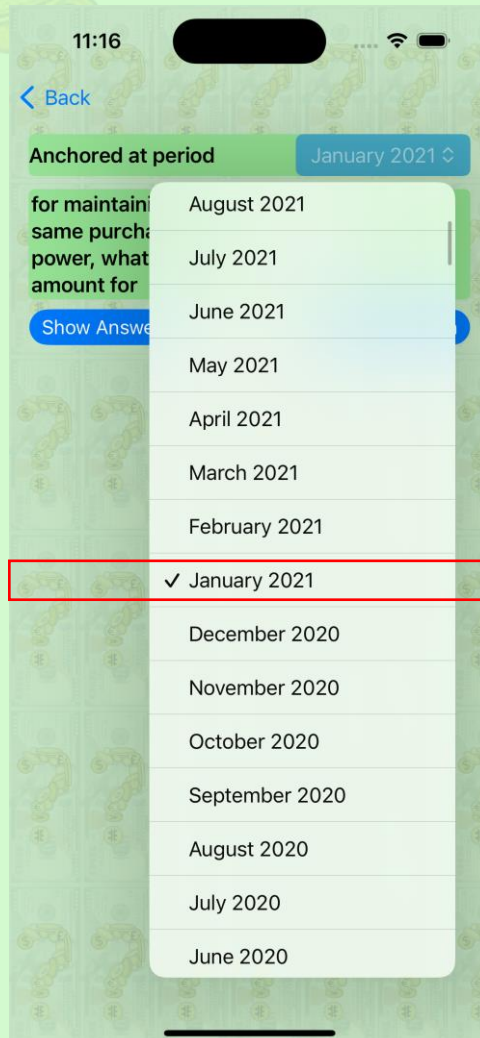 11:16
Back
Anchored at period January 2021
for maintaini
same purcha
power, what
amount for
Show Answe
August 2021
July 2021
June 2021
May 2021
April 2021
March 2021
February 2021
✓ January 2021
December 2020
November 2020
October 2020
September 2020
August 2020
July 2020
June 2020